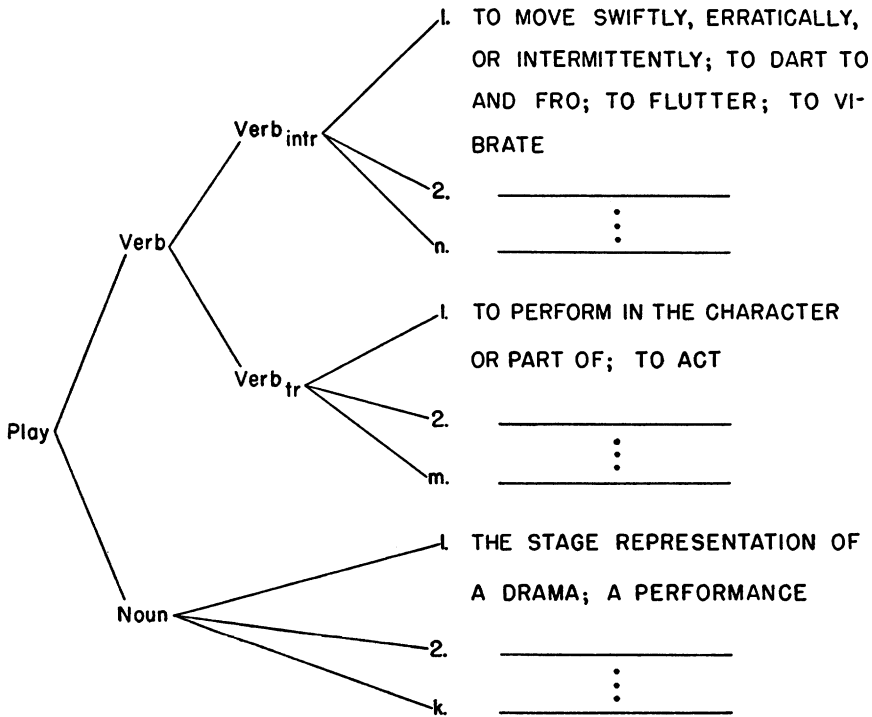 1. TO MOVE SWIFTLY, ERRATICALLY,
OR INTERMITTENTLY; TO DART TO
AND FRO; TO FLUTTER; TO VI-
BRATE
Verb intr
2.
n.
Verb
1. TO PERFORM IN THE CHARACTER
OR PART OF; TO ACT
Verb tr
2.
m.
Play
1. THE STAGE REPRESENTATION OF
A DRAMA; A PERFORMANCE
Noun
2.
k.